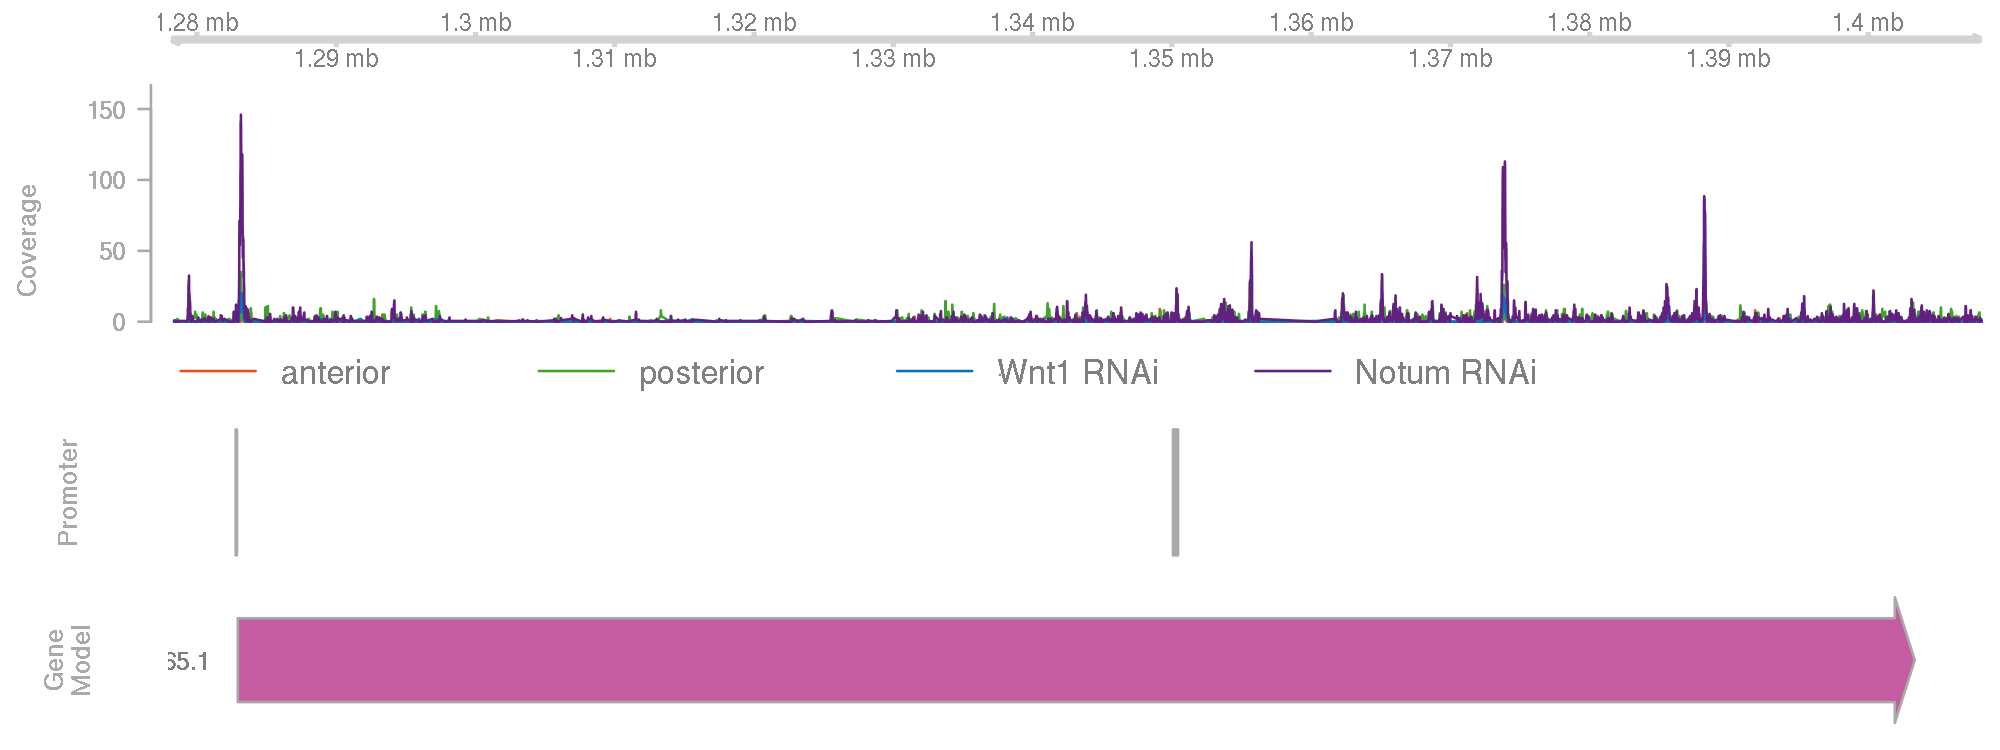 1.28 mb 1.3 mb 1.32 mb 1.34 mb 1.36 mb 1.38 mb 1.4 mb
1.29 mb 1.31 mb 1.33 mb 1.35 mb 1.37 mb 1.39 mb
Coverage
150
100
50
0
anterior posterior Wnt1 RNAi Notum RNAi
Promoter
Gene
Model
5.1